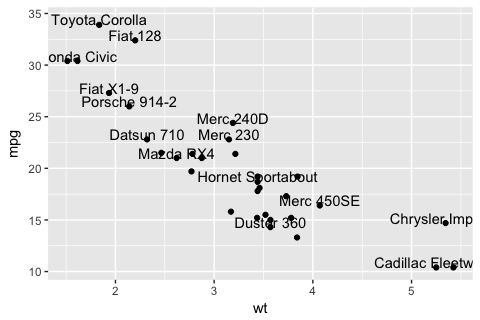 35
30
25
20
15
10
mpg
Toyota Corolla
Fiat 128
onda Civic
Fiat X1-9
Porsche 914-2
Merc 240D
Datsun 710
Merc 230
Mazda RX4
Hornet Sportabout
Merc 450SE
Duster 360
Chrysler Imp
Cadillac Fleetw
2
3
4
5
wt